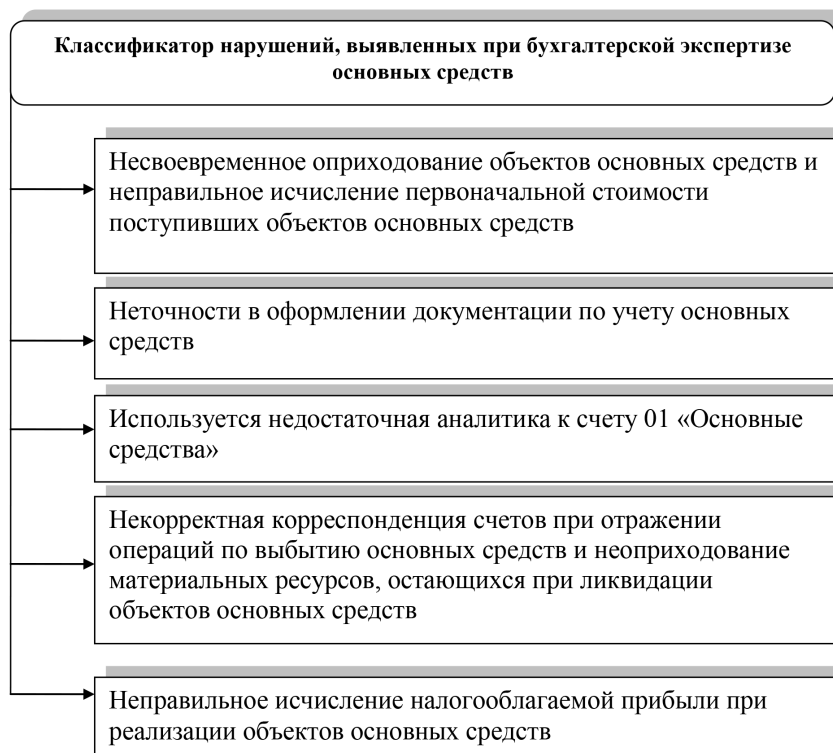 Классификатор нарушений, выявленных при бухгалтерской экспертизе
основных средств
Несвоевременное оприходование объектов основных средств и
неправильное исчисление первоначальной стоимости
поступивших объектов основных средств
Неточности в оформлении документации по учету основных
средств
Используется недостаточная аналитика к счету 01 «Основные
средства»
Некорректная корреспонденция счетов при отражении
операций по выбытию основных средств и неоприходование
материальных ресурсов, остающихся при ликвидации
объектов основных средств
Неправильное исчисление налогооблагаемой прибыли при
реализации объектов основных средств